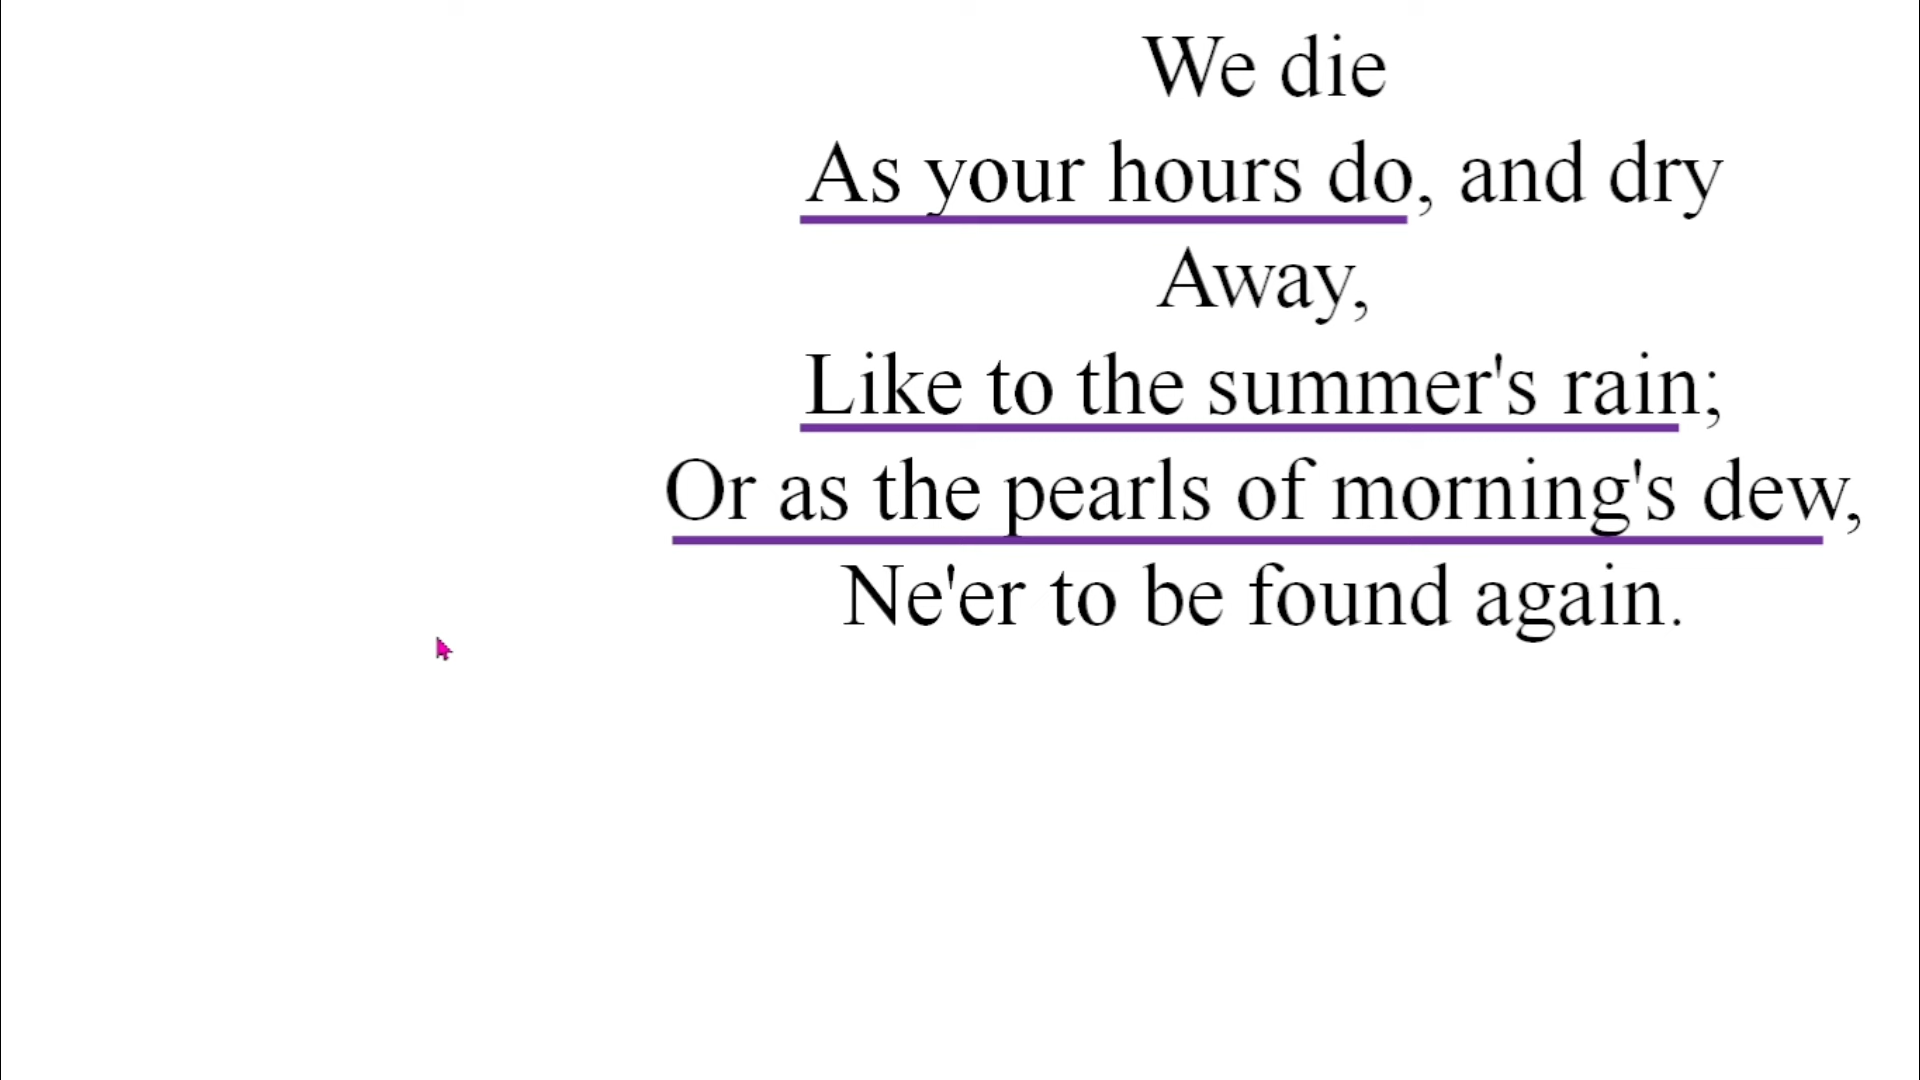 We die
As your hours do, and dry
Away,
Like to the summer's rain;
Or as the pearls of morning's dew,
Ne'er to be found again.